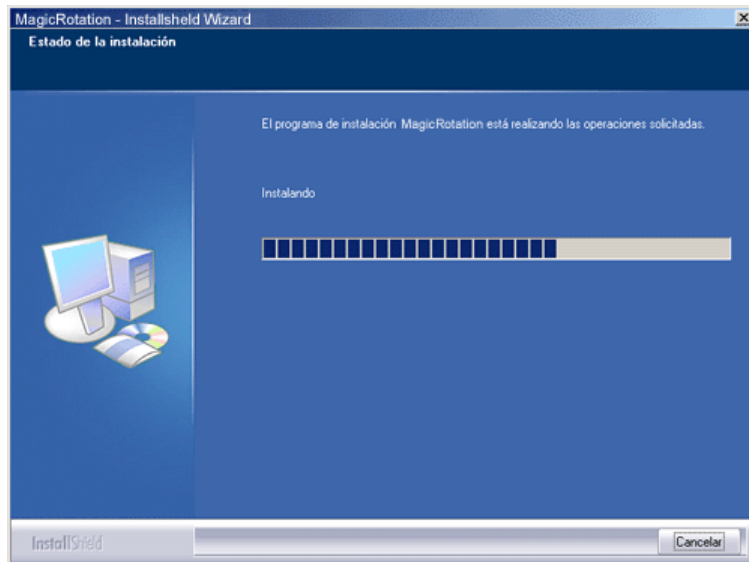 MagicRotation - Installsheld Wizard
Estado de la instalación
El programa de instalación MagicRotation está realizando las operaciones solicitadas.
Instalando
InstallShield
Cancelar